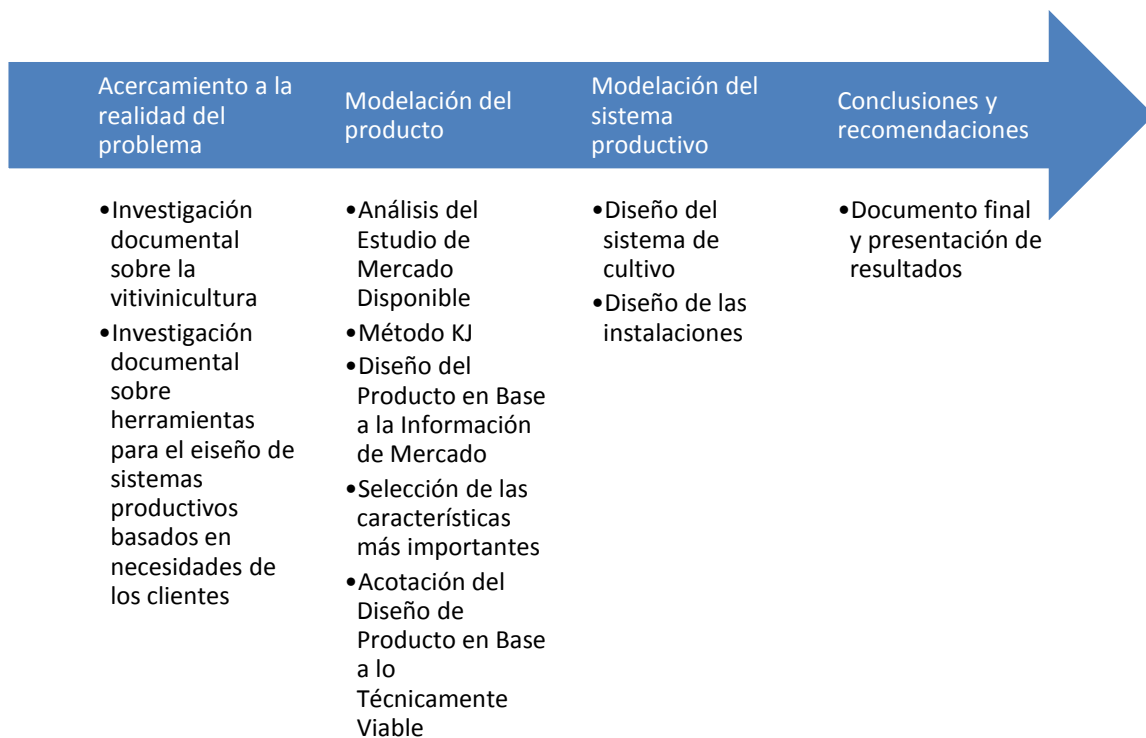 Acercamiento a la
realidad del
problema
•Investigación
documental
sobre la
vitivinicultura
•Investigación
documental
sobre
herramientas
para el eiseño de
sistemas
productivos
basados en
necesidades de
los clientes
Modelación del
producto
•Análisis del
Estudio de
Mercado
Disponible
•Método KJ
•Diseño del
Producto en Base
a la Información
de Mercado
•Selección de las
características
más importantes
•Acotación del
Diseño de
Producto en Base
a lo
Técnicamente
Viable
Modelación del
sistema
productivo
•Diseño del
sistema de
cultivo
•Diseño de las
instalaciones
Conclusiones y
recomendaciones
•Documento final
y presentación de
resultados